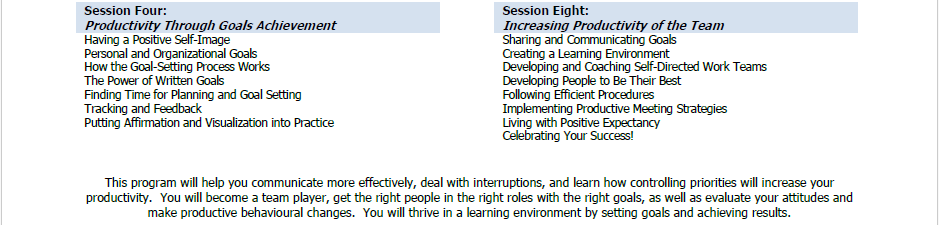 Session Four:
Productivity Through Goals Achievement
Having a Positive Self-Image
Personal and Organizational Goals
How the Goal-Setting Process Works
The Power of Written Goals
Finding Time for Planning and Goal Setting
Tracking and Feedback
Putting Affirmation and Visualization into Practice
Session Eight:
Increasing Productivity of the Team
Sharing and Communicating Goals
Creating a Learning Environment
Developing and Coaching Self-Directed Work Teams
Developing People to Be Their Best
Following Efficient Procedures
Implementing Productive Meeting Strategies
Living with Positive Expectancy
Celebrating Your Success!
This program will help you communicate more effectively, deal with interruptions, and learn how controlling priorities will increase your
productivity.  You will become a team player, get the right people in the right roles with the right goals, as well as evaluate your attitudes and
make productive behavioural changes.  You will thrive in a learning environment by setting goals and achieving results.